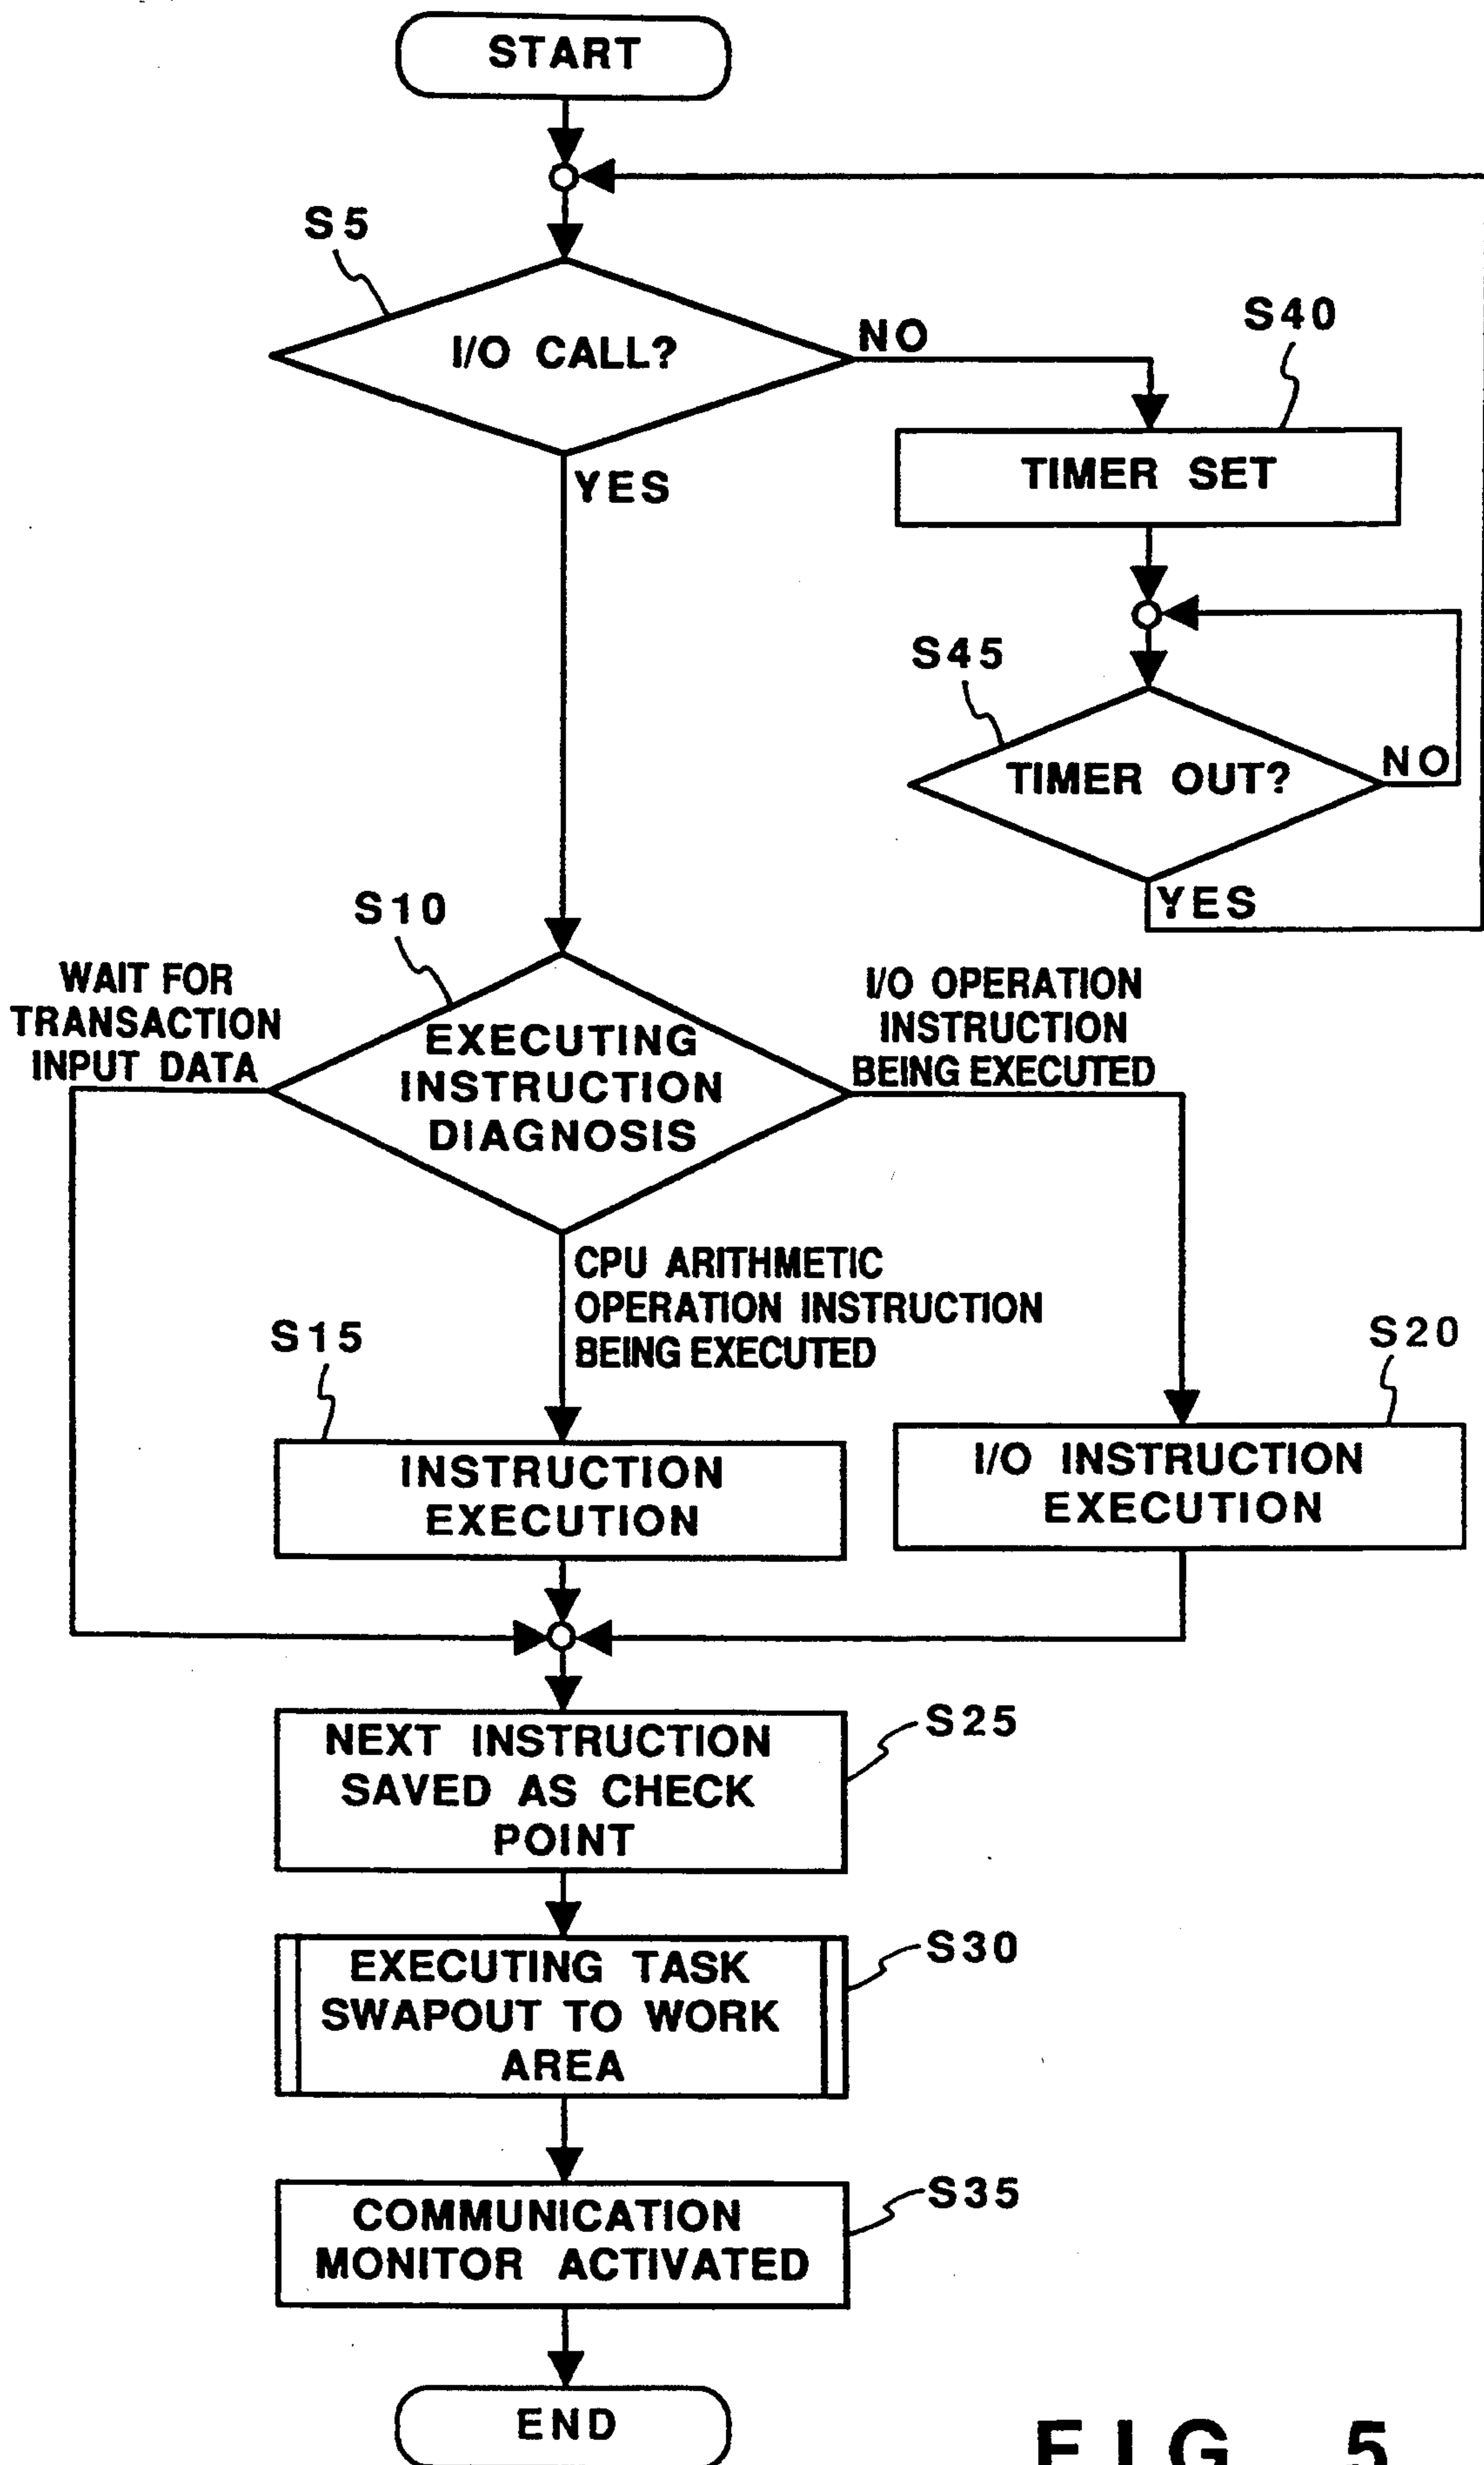 START
S5
I/O CALL?
NO
S40
YES
TIMER SET
S45
TIMER OUT?
NO
YES
S10
WAIT FOR
TRANSACTION
INPUT DATA
EXECUTING
INSTRUCTION
DIAGNOSIS
I/O OPERATION
INSTRUCTION
BEING EXECUTED
CPU ARITHMETIC
OPERATION INSTRUCTION
BEING EXECUTED
S15
S20
INSTRUCTION
EXECUTION
I/O INSTRUCTION
EXECUTION
NEXT INSTRUCTION
SAVED AS CHECK
POINT
S25
EXECUTING TASK
SWAPOUT TO WORK
AREA
S30
COMMUNICATION
MONITOR ACTIVATED
S35
END
FIG. 5